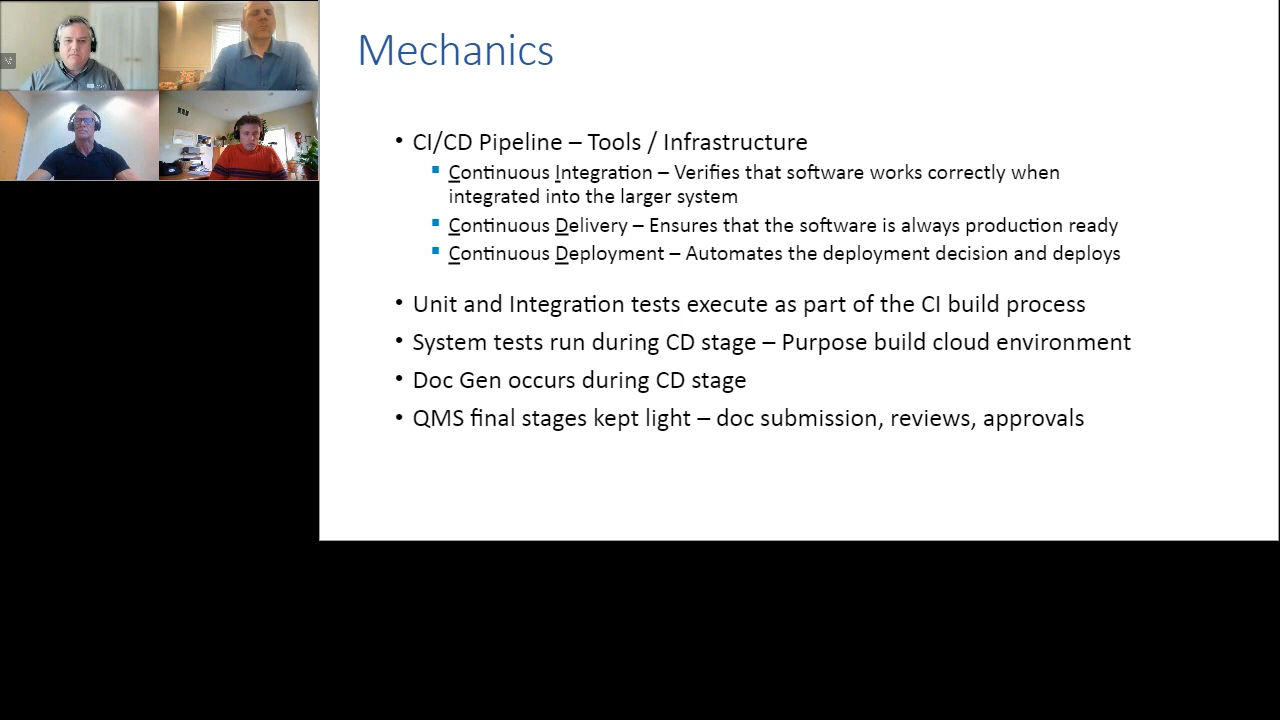 Mechanics
• CI/CD Pipeline – Tools / Infrastructure
▪ Continuous Integration – Verifies that software works correctly when
integrated into the larger system
▪ Continuous Delivery – Ensures that the software is always production ready
▪ Continuous Deployment – Automates the deployment decision and deploys
• Unit and Integration tests execute as part of the CI build process
• System tests run during CD stage – Purpose build cloud environment
• Doc Gen occurs during CD stage
• QMS final stages kept light – doc submission, reviews, approvals